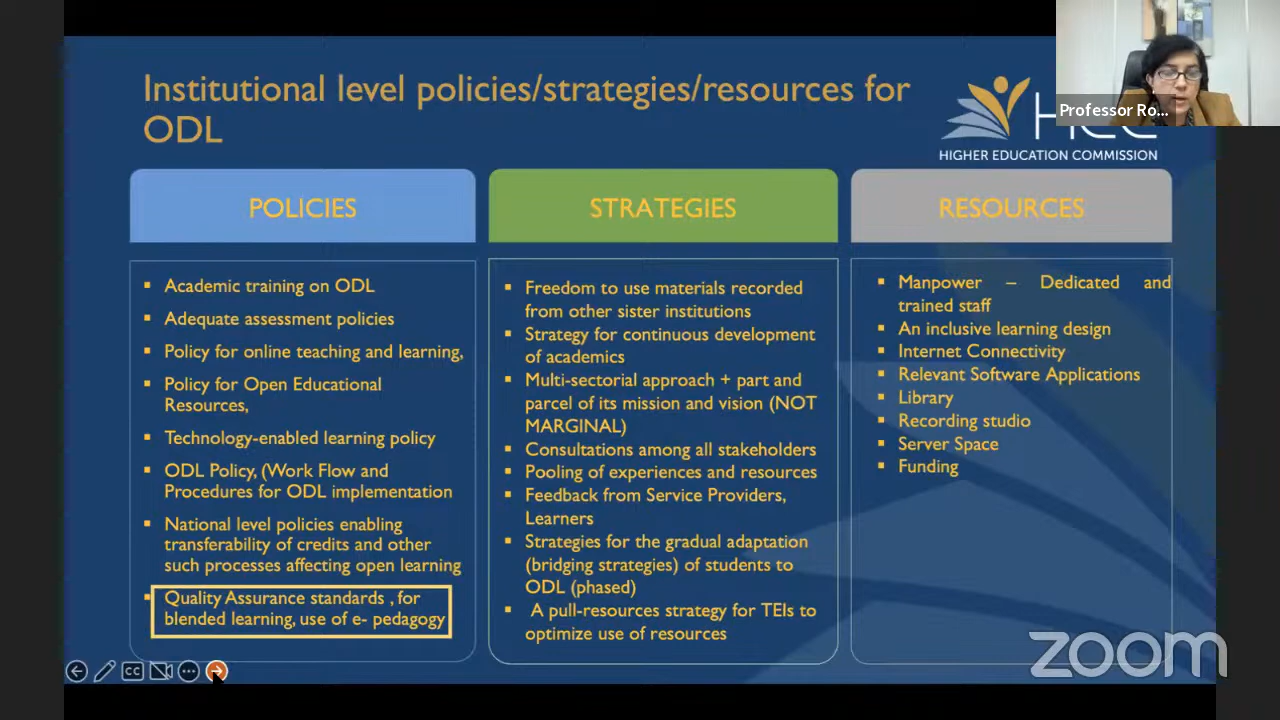 Institutional level policies/strategies/resources for
ODL
HIGHER EDUCATION COMMISSION
Professor Ro...
POLICIES
Academic training on ODL
Adequate assessment policies
Policy for online teaching and learning,
Policy for Open Educational
Resources,
Technology-enabled learning policy
ODL Policy, (Work Flow and
Procedures for ODL implementation
National level policies enabling
transferability of credits and other
such processes affecting open learning
Quality Assurance standards , for
blended learning, use of e- pedagogy
STRATEGIES
Freedom to use materials recorded
from other sister institutions
Strategy for continuous development
of academics
Multi-sectorial approach + part and
parcel of its mission and vision (NOT
MARGINAL)
Consultations among all stakeholders
Pooling of experiences and resources
Feedback from Service Providers,
Learners
Strategies for the gradual adaptation
(bridging strategies) of students to
ODL (phased)
A pull-resources strategy for TEIs to
optimize use of resources
RESOURCES
Manpower – Dedicated and
trained staff
An inclusive learning design
Internet Connectivity
Relevant Software Applications
Library
Recording studio
Server Space
Funding
CC
zoom